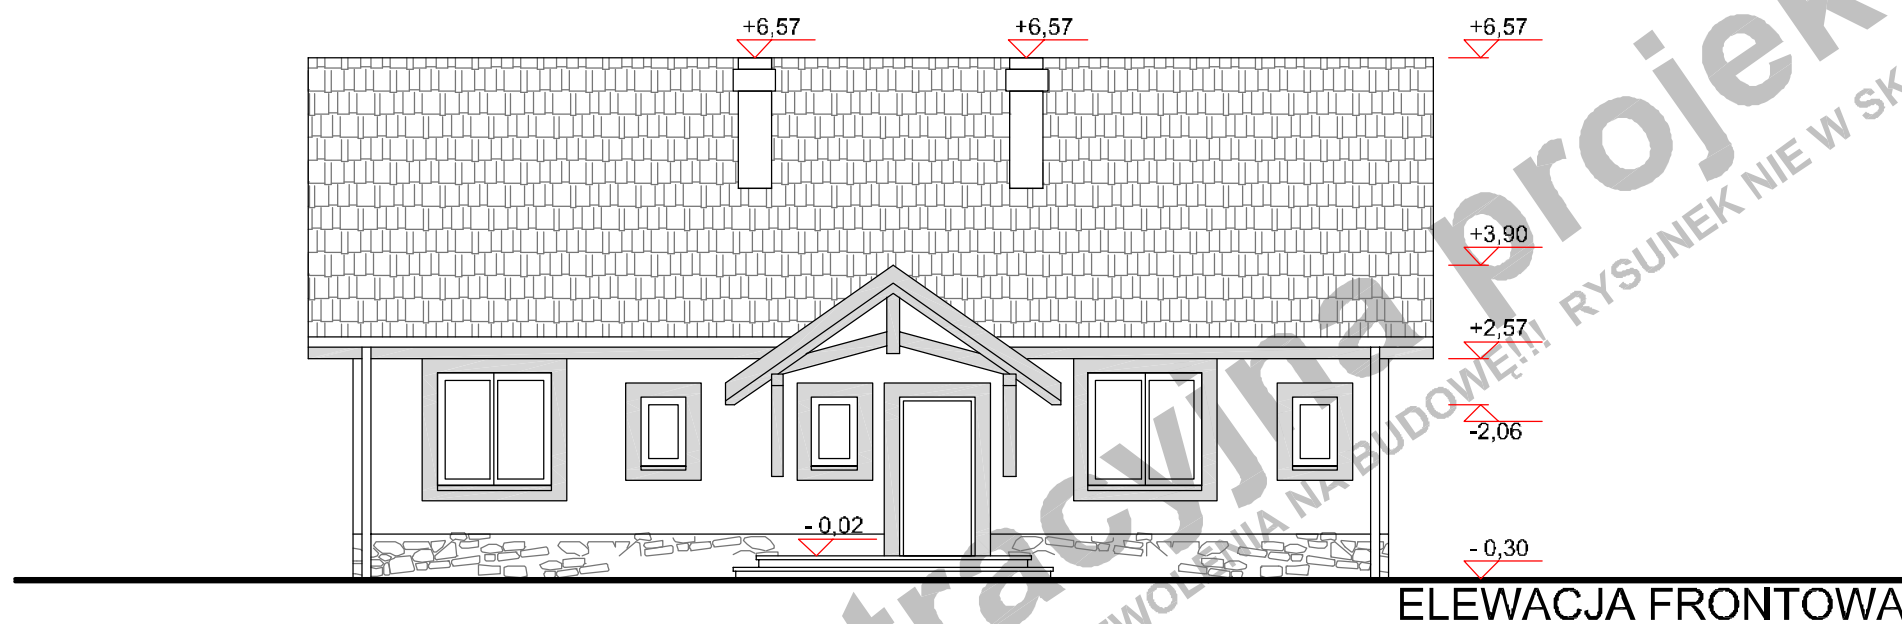 +6,57
+6,57
+6,57
+3,90
+2,57
-2,06
- 0,02
- 0,30
RYSUNEK NIE W
NA BUDOWĘ!!!
ELEWACJA FRONTOWA